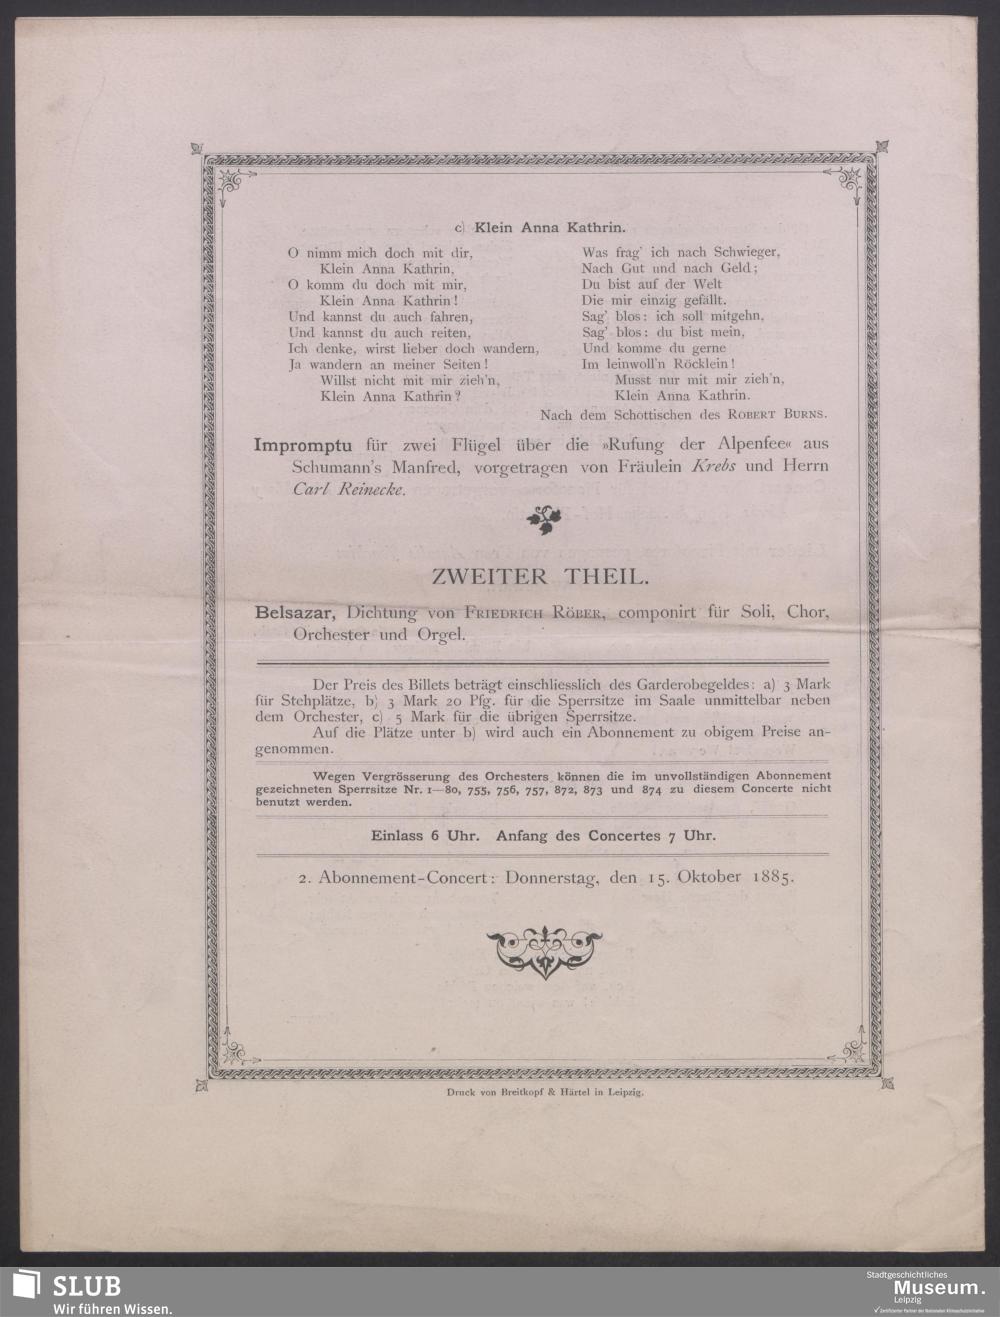 c) Klein Anna Kathrin.
O nimm mich doch mit dir,
Klein Anna Kathrin,
O komm du doch mit mir,
Klein Anna Kathrin!
Und kannst du auch fahren,
Und kannst du auch reiten,
Ich denke, wirst lieber doch wandern,
Ja wandern an meiner Seiten!
Willst nicht mit mir zieh'n,
Klein Anna Kathrin?
Was frag' ich nach Schwieger,
Nach Gut und nach Geld;
Du bist auf der Welt
Die mir einzig gefällt.
Sag' blos: ich soll mitgehn,
Sag' blos: du bist mein,
Und komme du gerne
Im leinwoll'n Röcklein!
Musst nur mit mir zieh'n,
Klein Anna Kathrin.
Nach dem Schottischen des ROBERT BURNS.
Impromptu für zwei Flügel über die »Rufung der Alpenfee« aus
Schumann's Manfred, vorgetragen von Fräulein Krebs und Herrn
Carl Reinecke.
ZWEITER THEIL.
Belsazar, Dichtung von FRIEDRICH RÖBER, componirt für Soli, Chor,
Orchester und Orgel.
Der Preis des Billets beträgt einschliesslich des Garderobegeldes: a) 3 Mark
für Stehplätze, b) 3 Mark 20 Pfg. für die Sperrsitze im Saale unmittelbar neben
dem Orchester, c) 5 Mark für die übrigen Sperrsitze.
Auf die Plätze unter b) wird auch ein Abonnement zu obigem Preise an-
genommen.
Wegen Vergrösserung des Orchesters können die im unvollständigen Abonnement
gezeichneten Sperrsitze Nr. 1—80, 755, 756, 757, 872, 873 und 874 zu diesem Concerte nicht
benutzt werden.
Einlass 6 Uhr. Anfang des Concertes 7 Uhr.
2. Abonnement-Concert: Donnerstag, den 15. Oktober 1885.
Druck von Breitkopf & Härtel in Leipzig.
SLUB
Wir führen Wissen.
Stadtgeschichtliches
Museum.
Leipzig
Zertifizierter Partner der Nationalen Klimaschutzinitiative